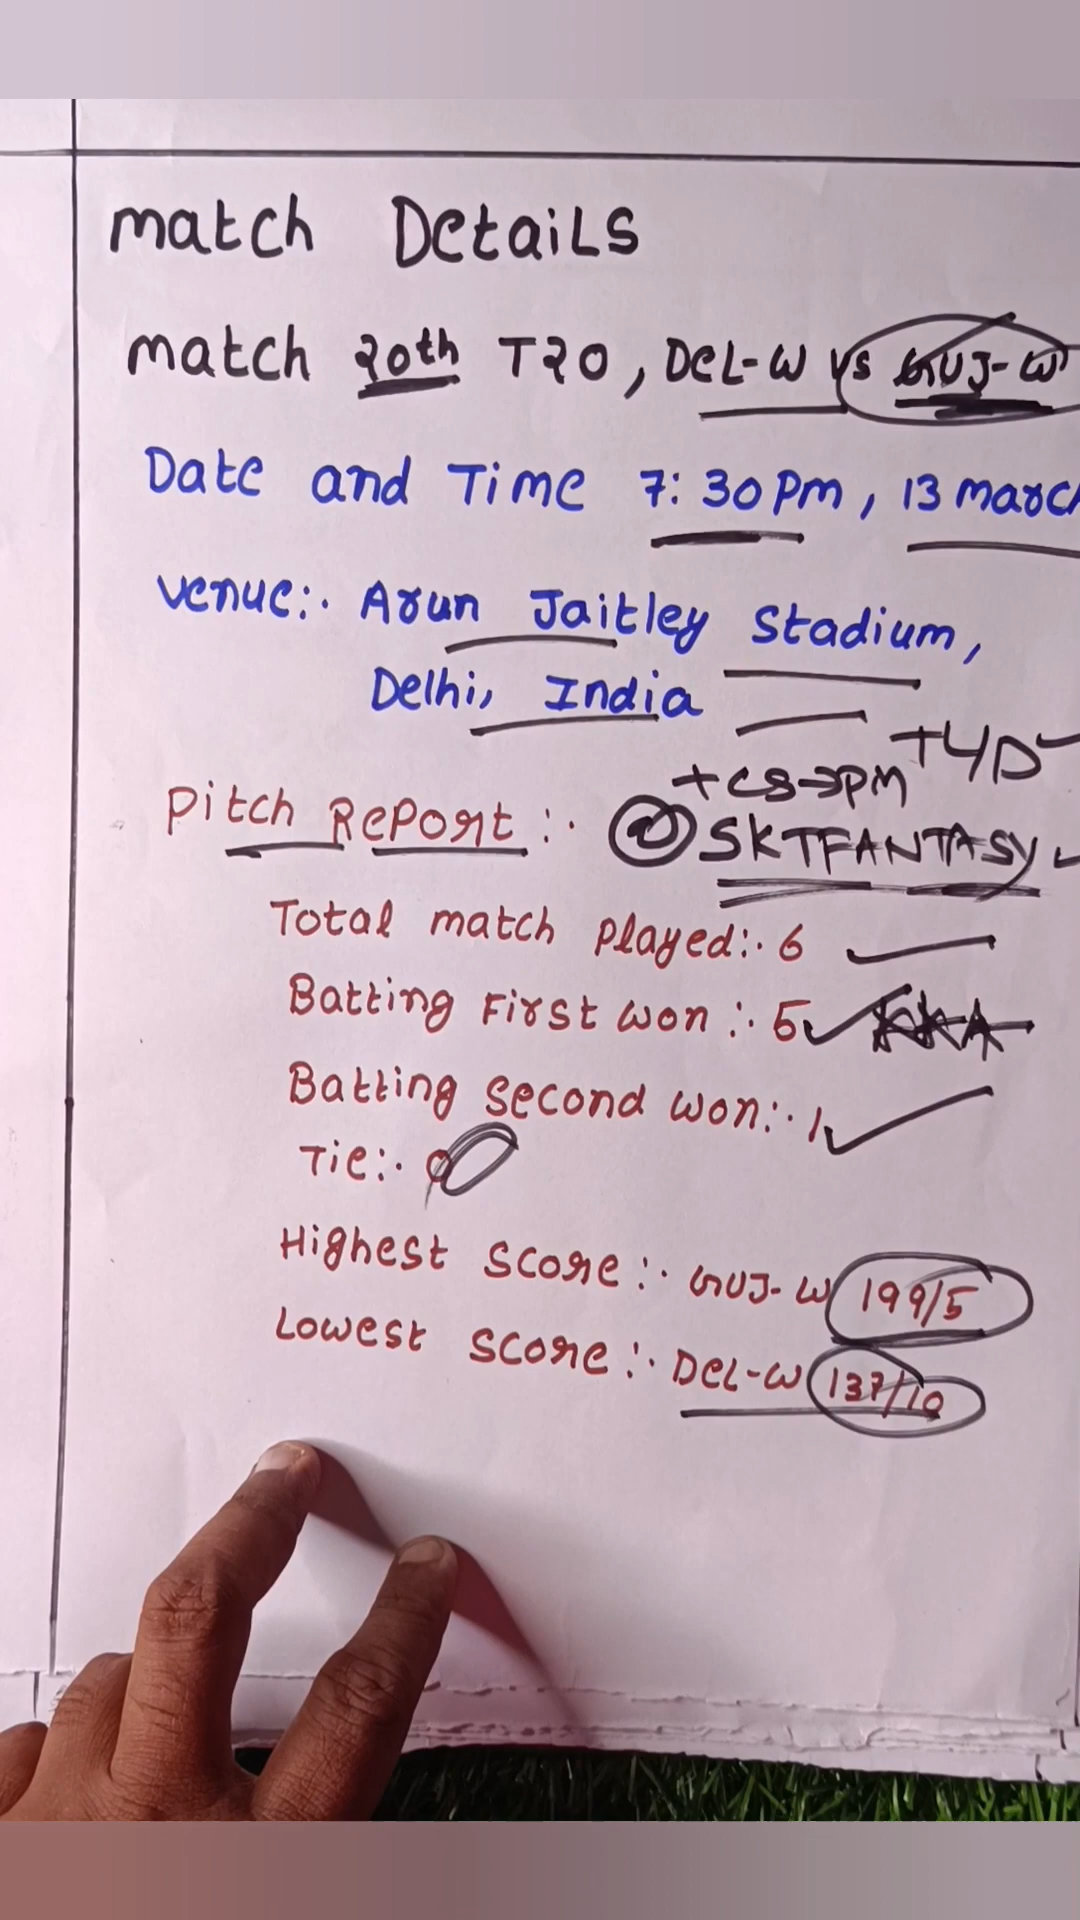 match Details
match 20th T20, DEL-W vs GUJ-W
Date and Time 7:30 Pm, 13 march
venue:. Arun Jaitley Stadium,
Delhi, India
+4D
+cs→PM
Pitch REPORT :. @SKTFANTASY
Total match Played:. 6
Batting First won :. 5
Batting Second won:. 1
Tie:. 0
Highest Score :. GUJ-W 199/5
Lowest Score :. DEL-W 137/10